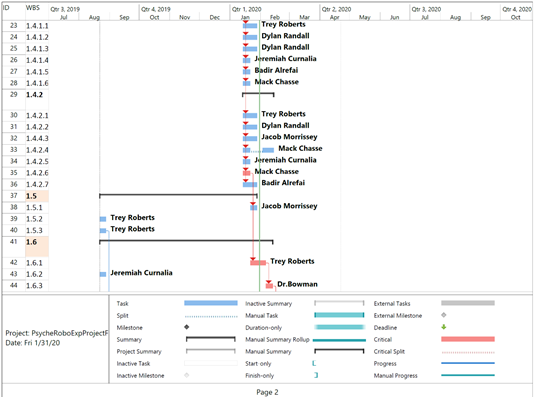 ID WBS Qtr 3, 2019 Qtr 4, 2019 Qtr 1, 2020 Qtr 2, 2020 Qtr 3, 2020 Qtr 4, 2020
Jul Aug Sep Oct Nov Dec Jan Feb Mar Apr May Jun Jul Aug Sep Oct
23 1.4.1.1 Trey Roberts
24 1.4.1.2 Dylan Randall
25 1.4.1.3 Dylan Randall
26 1.4.1.4 Jeremiah Curnalia
27 1.4.1.5 Badir Alrefai
28 1.4.1.6 Mack Chasse
29 1.4.2
30 1.4.2.1 Trey Roberts
31 1.4.2.2 Dylan Randall
32 1.4.4.3 Jacob Morrissey
33 1.4.2.4 Mack Chasse
34 1.4.2.5 Jeremiah Curnalia
35 1.4.2.6 Mack Chasse
36 1.4.2.7 Badir Alrefai
37 1.5
38 1.5.1 Jacob Morrissey
39 1.5.2 Trey Roberts
40 1.5.3 Trey Roberts
41 1.6
42 1.6.1 Trey Roberts
43 1.6.2 Jeremiah Curnalia
44 1.6.3 Dr.Bowman
Project: PsycheRoboExpProjectF
Date: Fri 1/31/20
Task Inactive Summary External Tasks
Split Manual Task External Milestone
Milestone Duration-only Deadline
Summary Manual Summary Rollup Critical
Project Summary Manual Summary Critical Split
Inactive Task Start-only Progress
Inactive Milestone Finish-only Manual Progress
Page 2